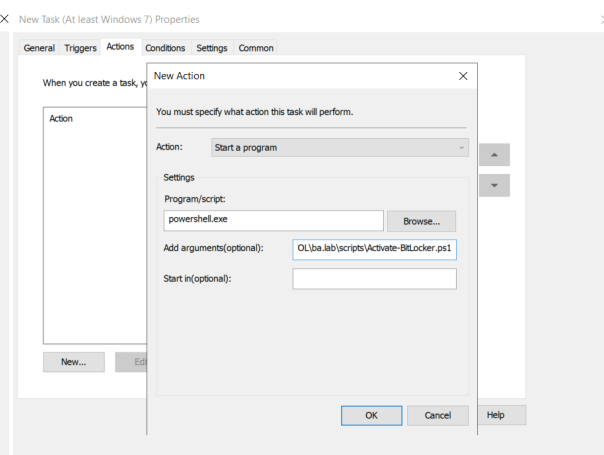 New Task (At least Windows 7) Properties
General Triggers Actions Conditions Settings Common
When you create a task,
Action
New...
New Action
You must specify what action this task will perform.
Action: Start a program
Settings
Program/script:
powershell.exe Browse...
Add arguments(optional): OL\ba.lab\scripts\Activate-BitLocker.ps1
Start in(optional):
OK Cancel Help